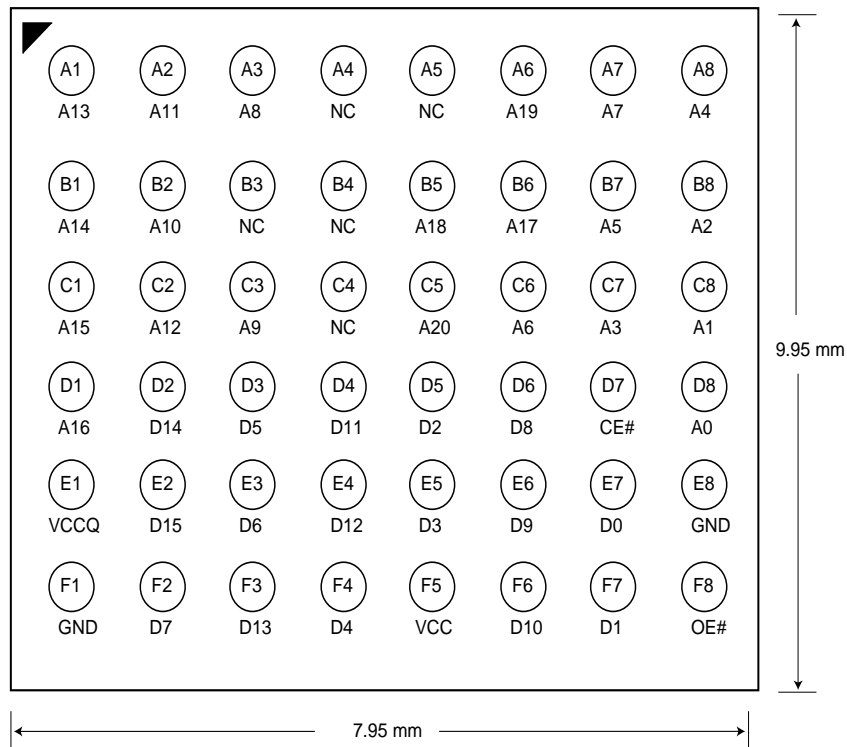 A1 A2 A3 A4 A5 A6 A7 A8
A13 A11 A8 NC NC A19 A7 A4
B1 B2 B3 B4 B5 B6 B7 B8
A14 A10 NC NC A18 A17 A5 A2
C1 C2 C3 C4 C5 C6 C7 C8
A15 A12 A9 NC A20 A6 A3 A1
9.95 mm
D1 D2 D3 D4 D5 D6 D7 D8
A16 D14 D5 D11 D2 D8 CE# A0
E1 E2 E3 E4 E5 E6 E7 E8
VCCQ D15 D6 D12 D3 D9 D0 GND
F1 F2 F3 F4 F5 F6 F7 F8
GND D7 D13 D4 VCC D10 D1 OE#
7.95 mm